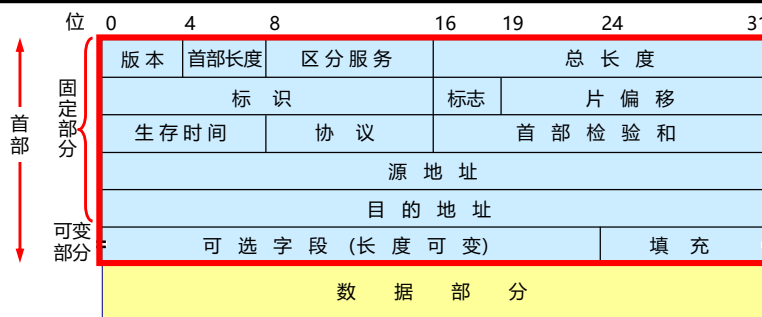 位 0 4 8 16 19 24 31
版本 首部长度 区分服务 总长度
标识 标志 片偏移
生存时间 协议 首部检验和
源地址
目的地址
可选字段(长度可变) 填充
数据部分
首部
固定部分
可变部分